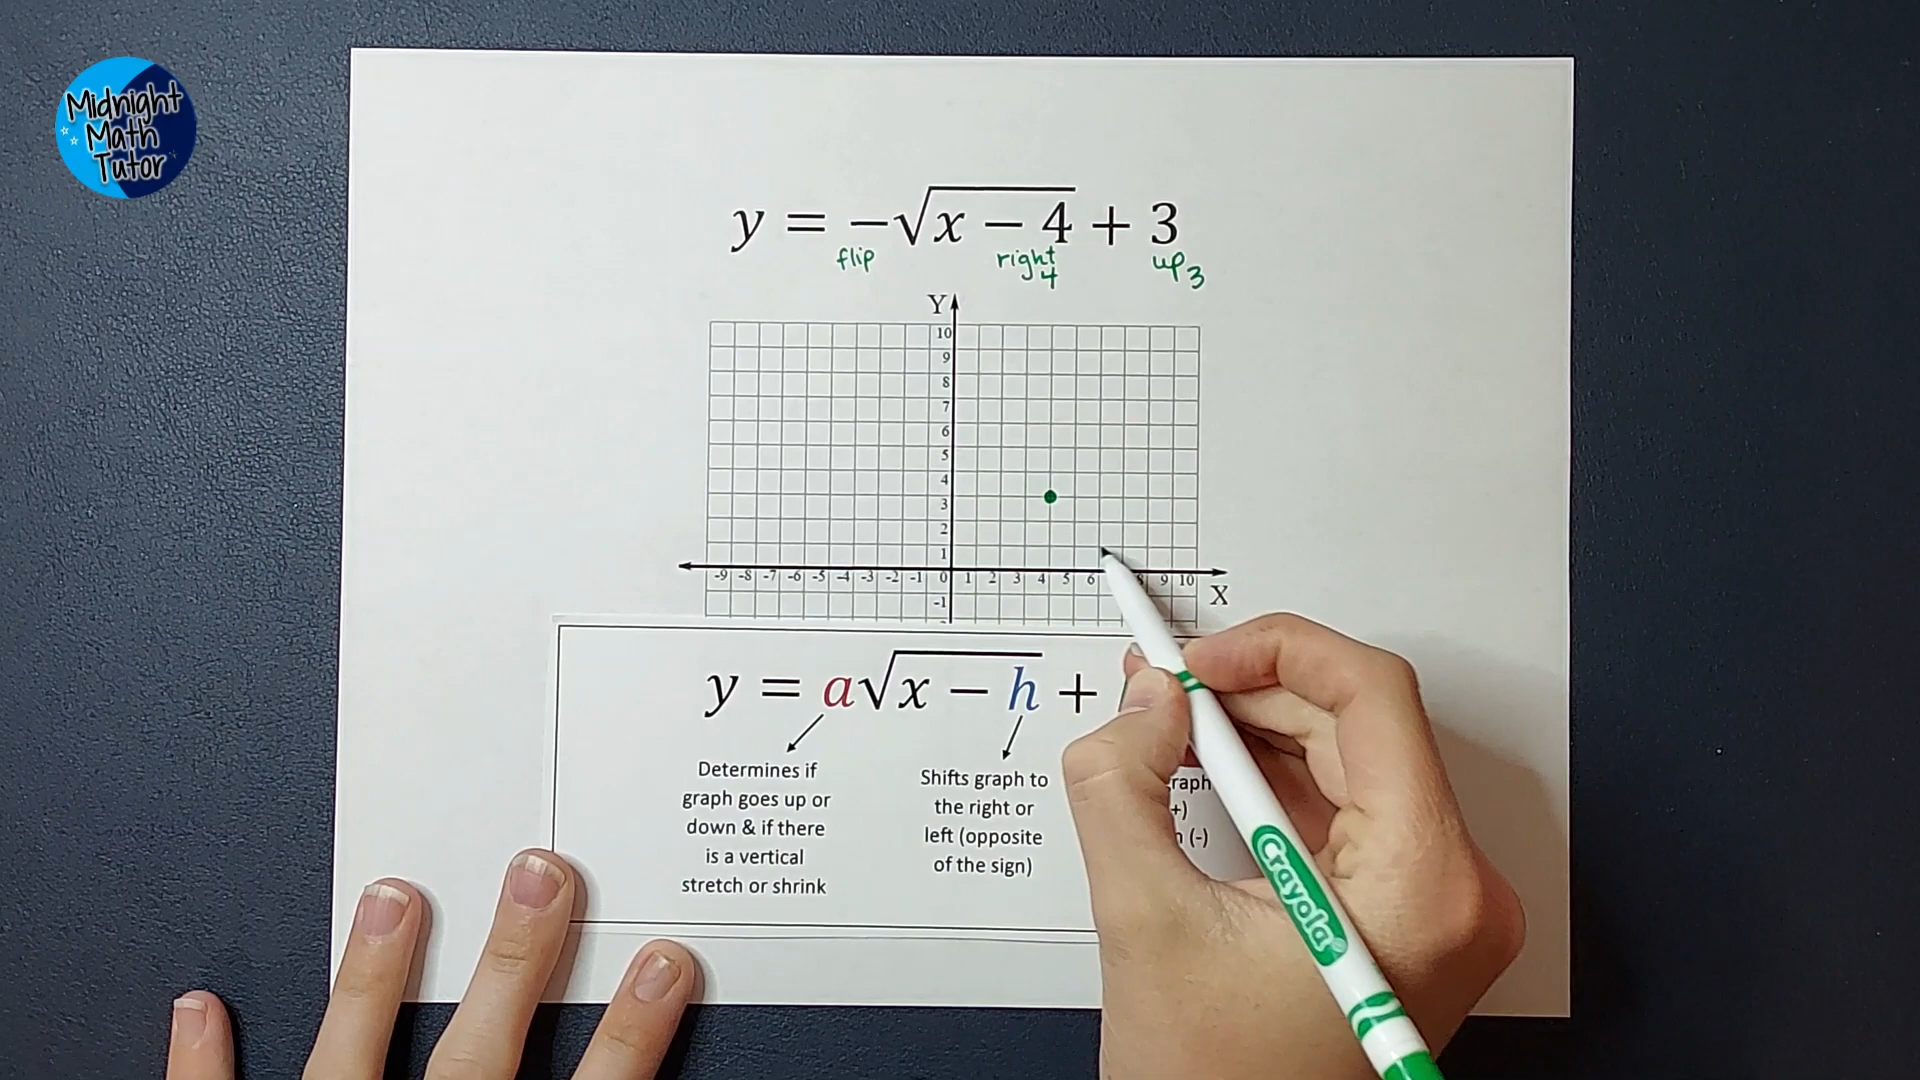 Midnight
Math
Tutor
y = -√x - 4 + 3
flip right up 3
4
Y
10
9
8
7
6
5
4
3
2
1
-9 -8 -7 -6 -5 -4 -3 -2 -1 0 1 2 3 4 5 6 8 9 10
X
-1
y = a√x - h +
Determines if
graph goes up or
down & if there
is a vertical
stretch or shrink
Shifts graph to
the right or
left (opposite
of the sign)
(-)
Crayola